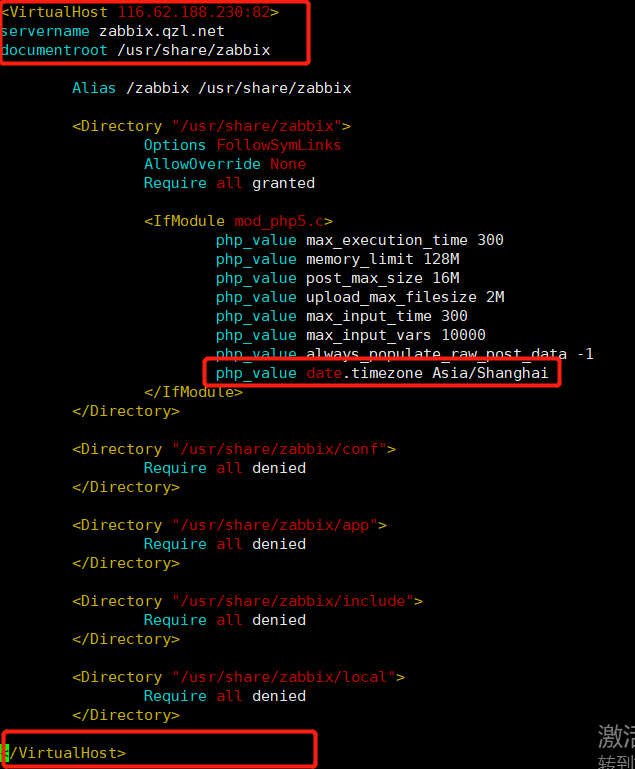 <VirtualHost 116.62.188.230:82>
servername zabbix.qzl.net
documentroot /usr/share/zabbix
Alias /zabbix /usr/share/zabbix
<Directory "/usr/share/zabbix">
Options FollowSymLinks
AllowOverride None
Require all granted
<IfModule mod_php5.c>
php_value max_execution_time 300
php_value memory_limit 128M
php_value post_max_size 16M
php_value upload_max_filesize 2M
php_value max_input_time 300
php_value max_input_vars 10000
php_value always_populate_raw_post_data -1
php_value date.timezone Asia/Shanghai
</IfModule>
</Directory>
<Directory "/usr/share/zabbix/conf">
Require all denied
</Directory>
<Directory "/usr/share/zabbix/app">
Require all denied
</Directory>
<Directory "/usr/share/zabbix/include">
Require all denied
</Directory>
<Directory "/usr/share/zabbix/local">
Require all denied
</Directory>
</VirtualHost>
激活
转到